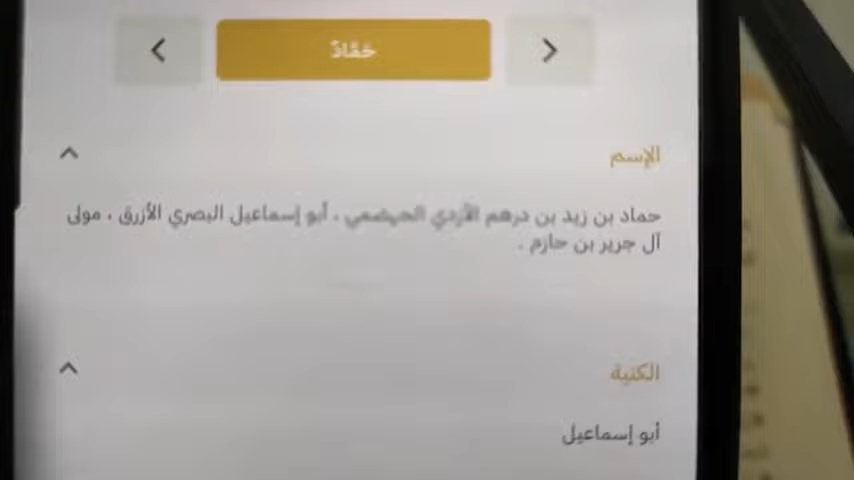 حَمَّادٌ
الإسم
حماد بن زيد بن درهم الأزدي الجهضمي ، أبو إسماعيل البصري الأزرق ، مولى
آل جرير بن حازم .
الكنية
أبو إسماعيل